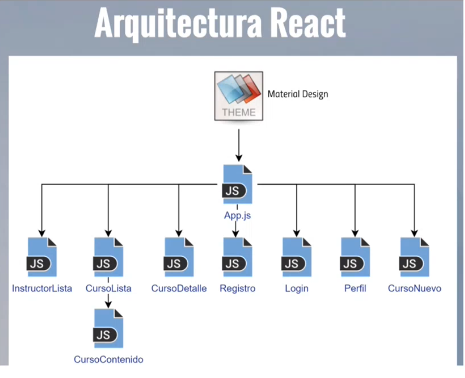 Arquitectura React
Material Design
THEME
JS
App.js
JS JS JS JS JS JS JS
InstructorLista CursoLista CursoDetalle Registro Login Perfil CursoNuevo
JS
CursoContenido